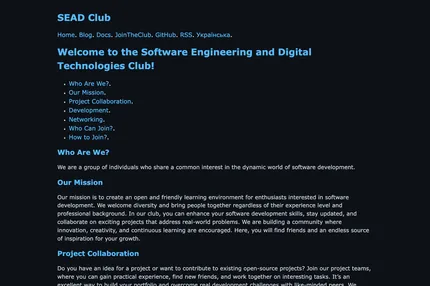 SEAD Club
Home. Blog. Docs. JoinTheClub. GitHub. RSS. Українська.
Welcome to the Software Engineering and Digital
Technologies Club!
Who Are We?.
Our Mission.
Project Collaboration.
Development.
Networking.
Who Can Join?.
How to Join?.
Who Are We?
We are a group of individuals who share a common interest in the dynamic world of software development.
Our Mission
Our mission is to create an open and friendly learning environment for enthusiasts interested in software
development. We welcome diversity and bring people together regardless of their experience level and
professional background. In our club, you can enhance your software development skills, stay updated, and
collaborate on exciting projects that address real-world problems. We are building a community where
innovation, creativity, and continuous learning are encouraged. Here, you will find friends and an endless source
of inspiration for your growth.
Project Collaboration
Do you have an idea for a project or want to contribute to existing open-source projects? Join our project teams,
where you can gain practical experience, find new friends, and work together on interesting tasks. It's an
excellent way to build your portfolio and overcome real development challenges with like-minded peers. We